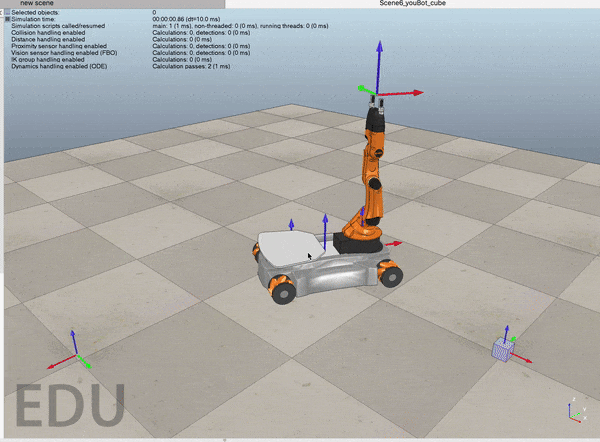 new scene
Scene6_youBot_cube
Selected objects: 0
Simulation time: 00:00:00.86 (dt=10.0 ms)
Simulation scripts called/resumed main: 1 (1 ms), non-threaded: 0 (0 ms), running threads: 0 (0 ms)
Collision handling enabled Calculations: 0, detections: 0 (0 ms)
Distance handling enabled Calculations: 0 (0 ms)
Proximity sensor handling enabled Calculations: 0, detections: 0 (0 ms)
Vision sensor handling enabled (FBO) Calculations: 0, detections: 0 (0 ms)
IK group handling enabled Calculations: 0 (0 ms)
Dynamics handling enabled (ODE) Calculation passes: 2 (1 ms)
EDU